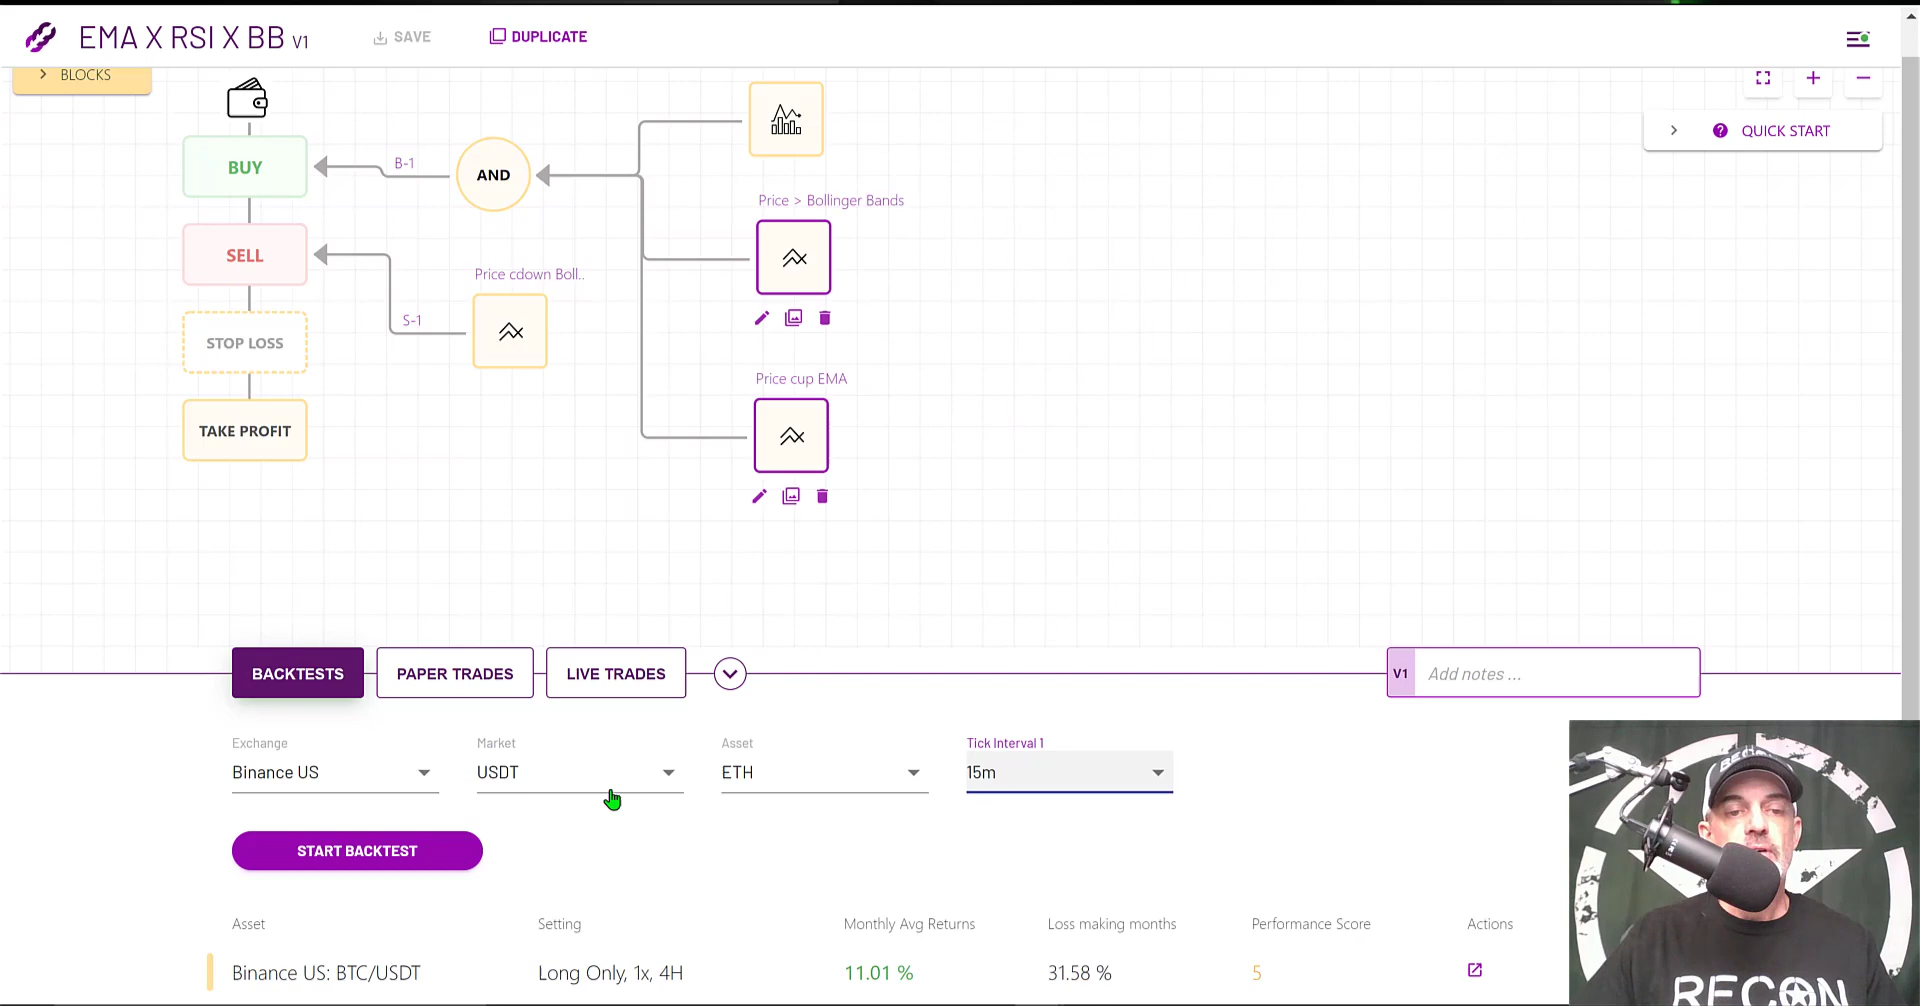 EMA X RSI X BB V1
SAVE
DUPLICATE
BLOCKS
QUICK START
BUY
B-1
AND
Price > Bollinger Bands
SELL
Price cdown Boll..
S-1
STOP LOSS
Price cup EMA
TAKE PROFIT
BACKTESTS
PAPER TRADES
LIVE TRADES
V1
Add notes ...
Exchange
Market
Asset
Tick Interval 1
Binance US
USDT
ETH
15m
START BACKTEST
Asset
Setting
Monthly Avg Returns
Loss making months
Performance Score
Actions
Binance US: BTC/USDT
Long Only, 1x, 4H
11.01 %
31.58 %
5
RECON